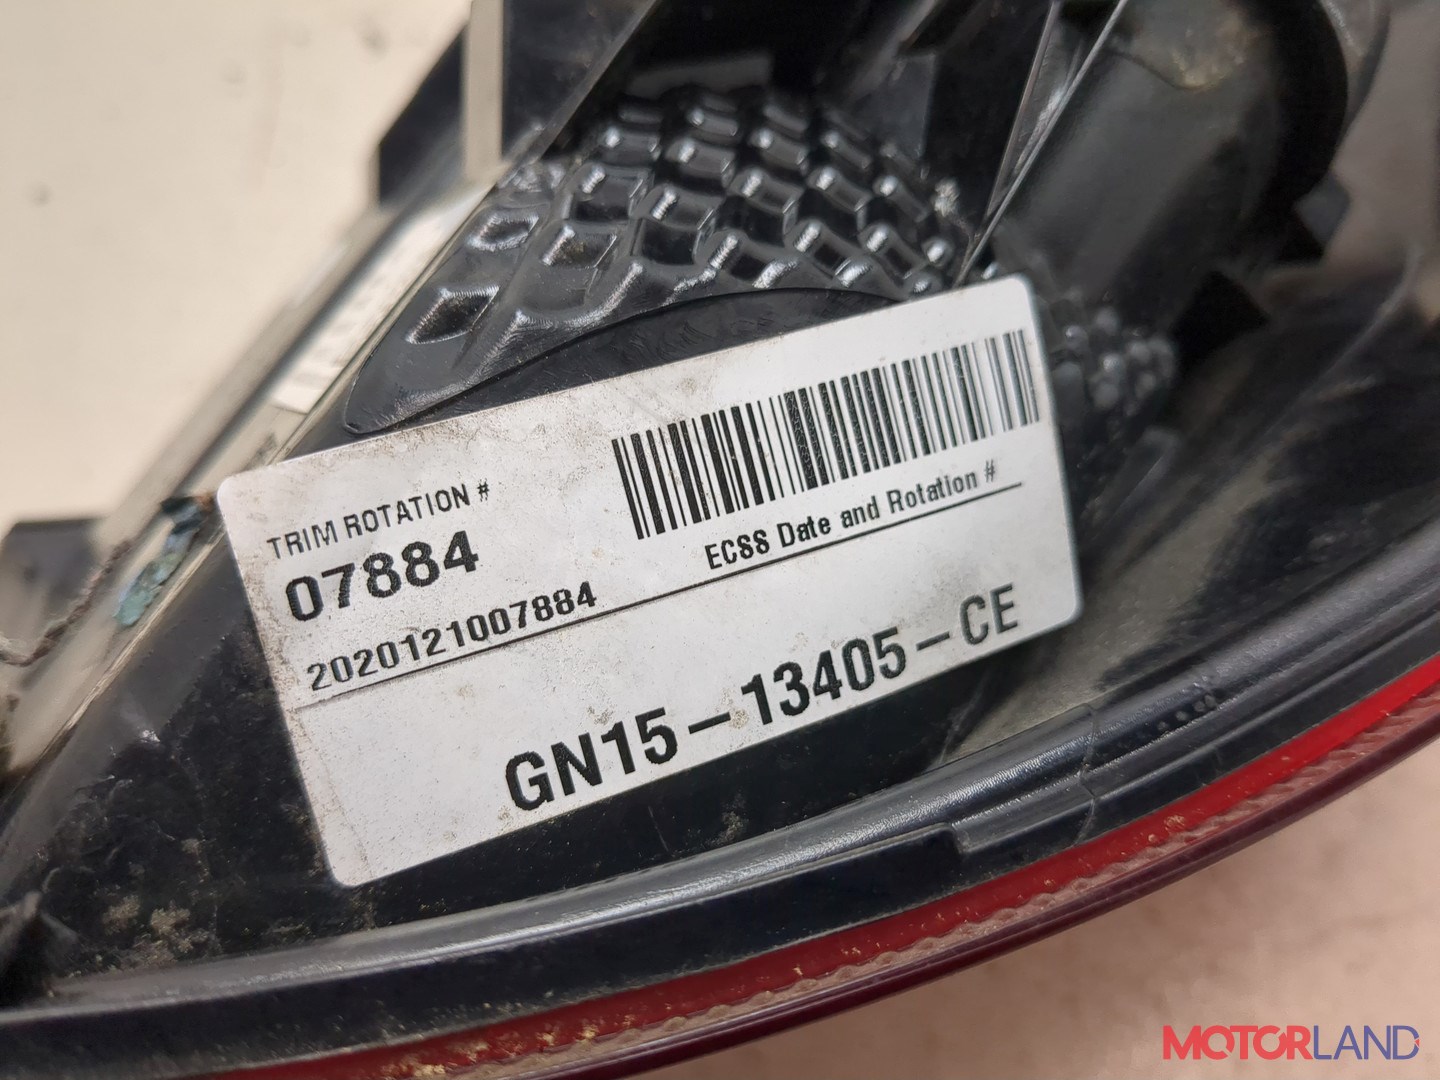 TRIM ROTATION #
07884
2020121007884
ECSS Date and Rotation #
GN15-13405-CE
MOTORLAND